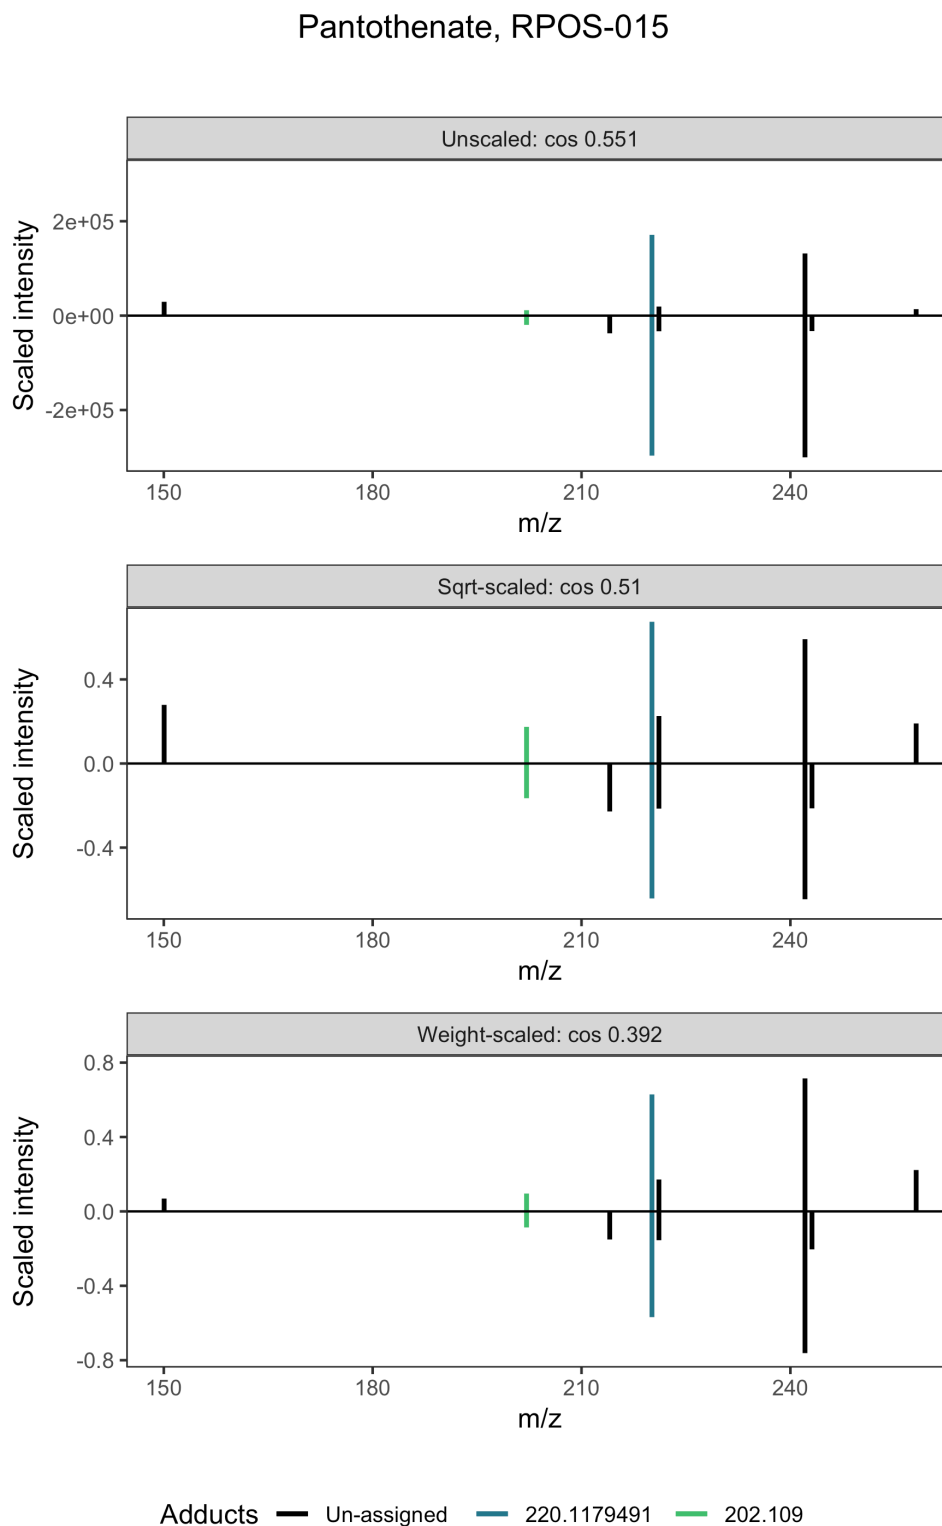 Pantothenate, RPOS-015
Unscaled: cos 0.551
Scaled intensity
2e+05
0e+00
-2e+05
150 180 210 240
m/z
Sqrt-scaled: cos 0.51
Scaled intensity
0.4
0.0
-0.4
150 180 210 240
m/z
Weight-scaled: cos 0.392
Scaled intensity
0.8
0.4
0.0
-0.4
-0.8
150 180 210 240
m/z
Adducts Un-assigned 220.1179491 202.109